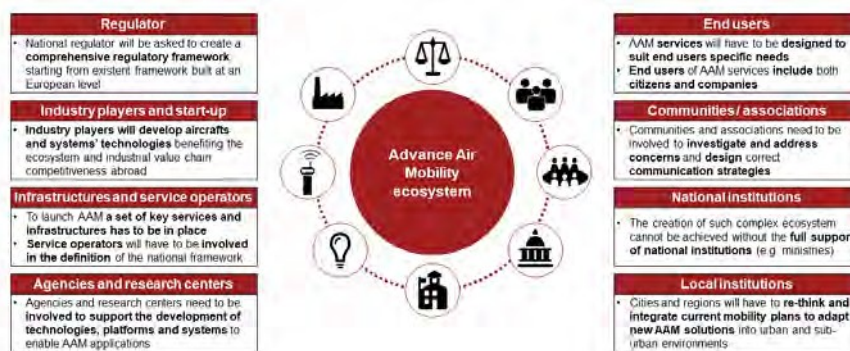 Regulator
• National regulator will be asked to create a
comprehensive regulatory framework
starting from existent framework built at an
European level
Industry players and start-up
• Industry players will develop aircrafts
and systems' technologies benefiting the
ecosystem and industrial value chain
competitiveness abroad
Infrastructures and service operators
• To launch AAM a set of key services and
infrastructures has to be in place
• Service operators will have to be involved
in the definition of the national framework
Agencies and research centers
• Agencies and research centers need to be
involved to support the development of
technologies, platforms and systems to
enable AAM applications
Advance Air
Mobility
ecosystem
End users
• AAM services will have to be designed to
suit end users specific needs
• End users of AAM services include both
citizens and companies
Communities/ associations
• Communities and associations need to be
involved to investigate and address
concerns and design correct
communication strategies
National institutions
• The creation of such complex ecosystem
cannot be achieved without the full support
of national institutions (e.g. ministries)
Local institutions
• Cities and regions will have to re-think and
integrate current mobility plans to adapt
new AAM solutions into urban and sub-
urban environments